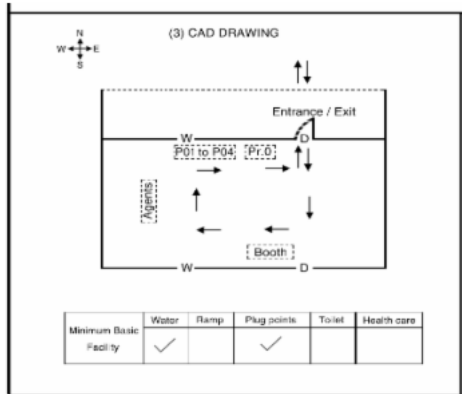 (3) CAD DRAWING
N
W E
S
Entrance / Exit
W D
P01 to P04 Pr.0
Agents
Booth
W D
Minimum Basic Facility
Water Ramp Plug points Toilet Health care